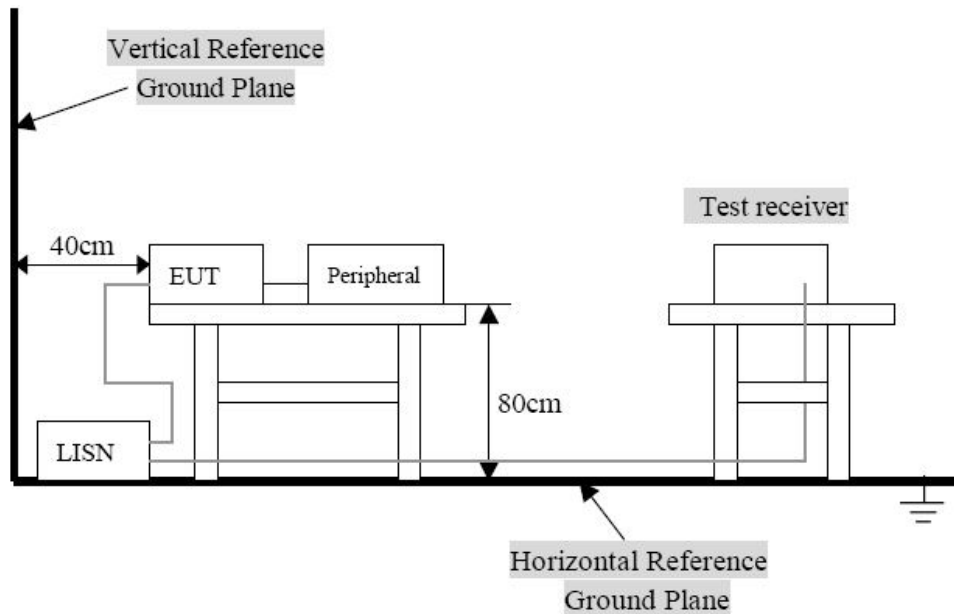 Vertical Reference
Ground Plane
Test receiver
40cm
EUT
Peripheral
80cm
LISN
Horizontal Reference
Ground Plane